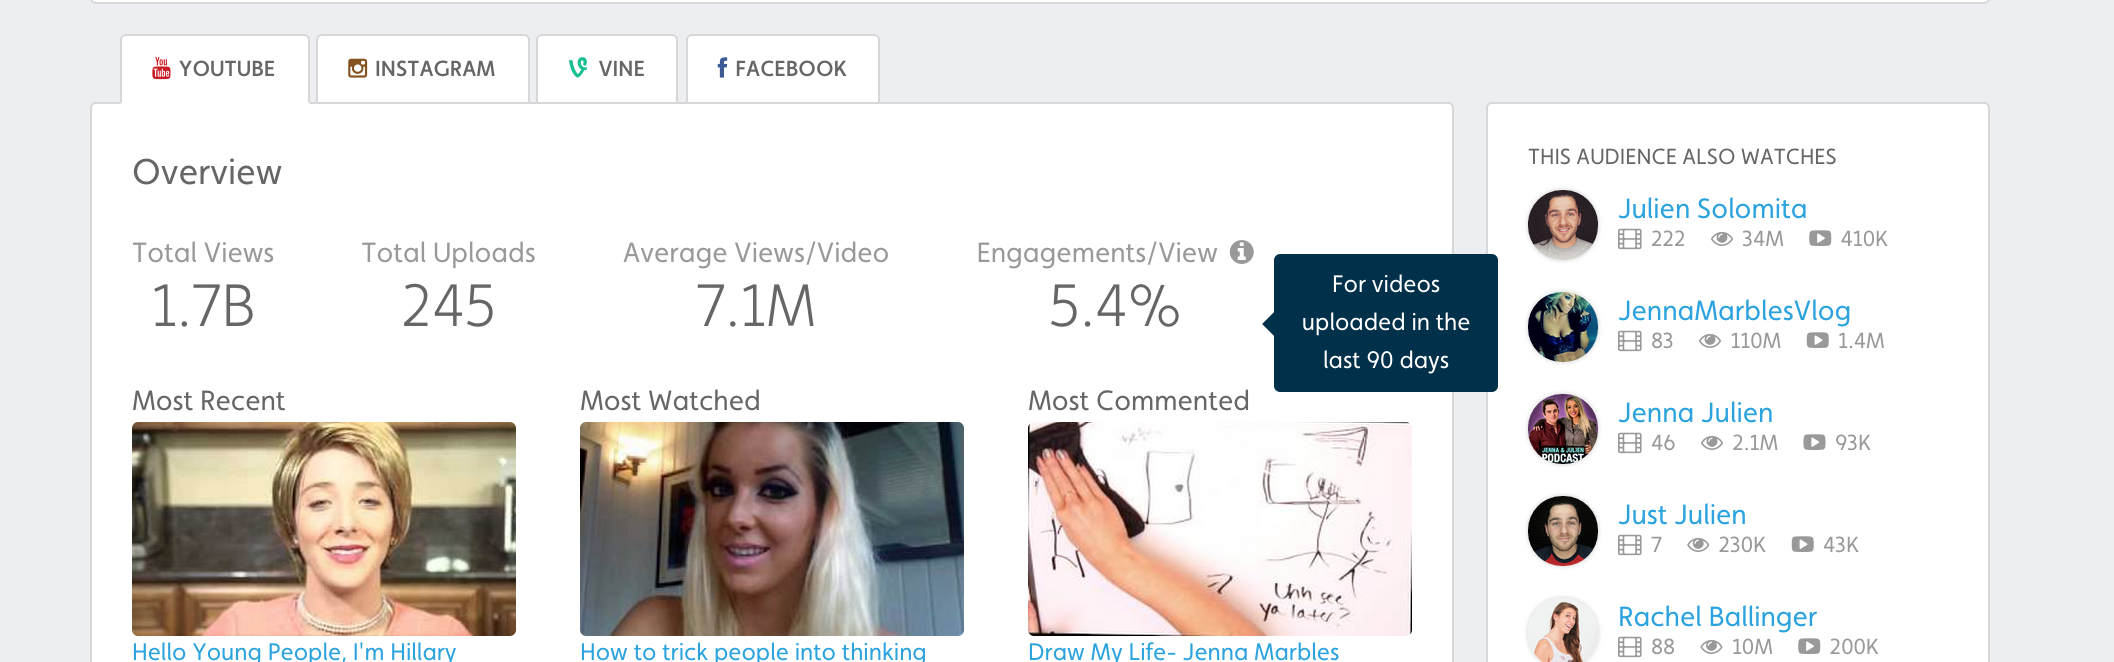 YOUTUBE
INSTAGRAM
VINE
FACEBOOK
Overview
Total Views
1.7B
Total Uploads
245
Average Views/Video
7.1M
Engagements/View
5.4%
For videos
uploaded in the
last 90 days
Most Recent
Hello Young People, I'm Hillary
Most Watched
How to trick people into thinking
Most Commented
Uhh see
ya later?
Draw My Life- Jenna Marbles
THIS AUDIENCE ALSO WATCHES
Julien Solomita
222 34M 410K
JennaMarblesVlog
83 110M 1.4M
Jenna Julien
46 2.1M 93K
JENNA & JULIEN
PODCAST
Just Julien
7 230K 43K
Rachel Ballinger
88 10M 200K